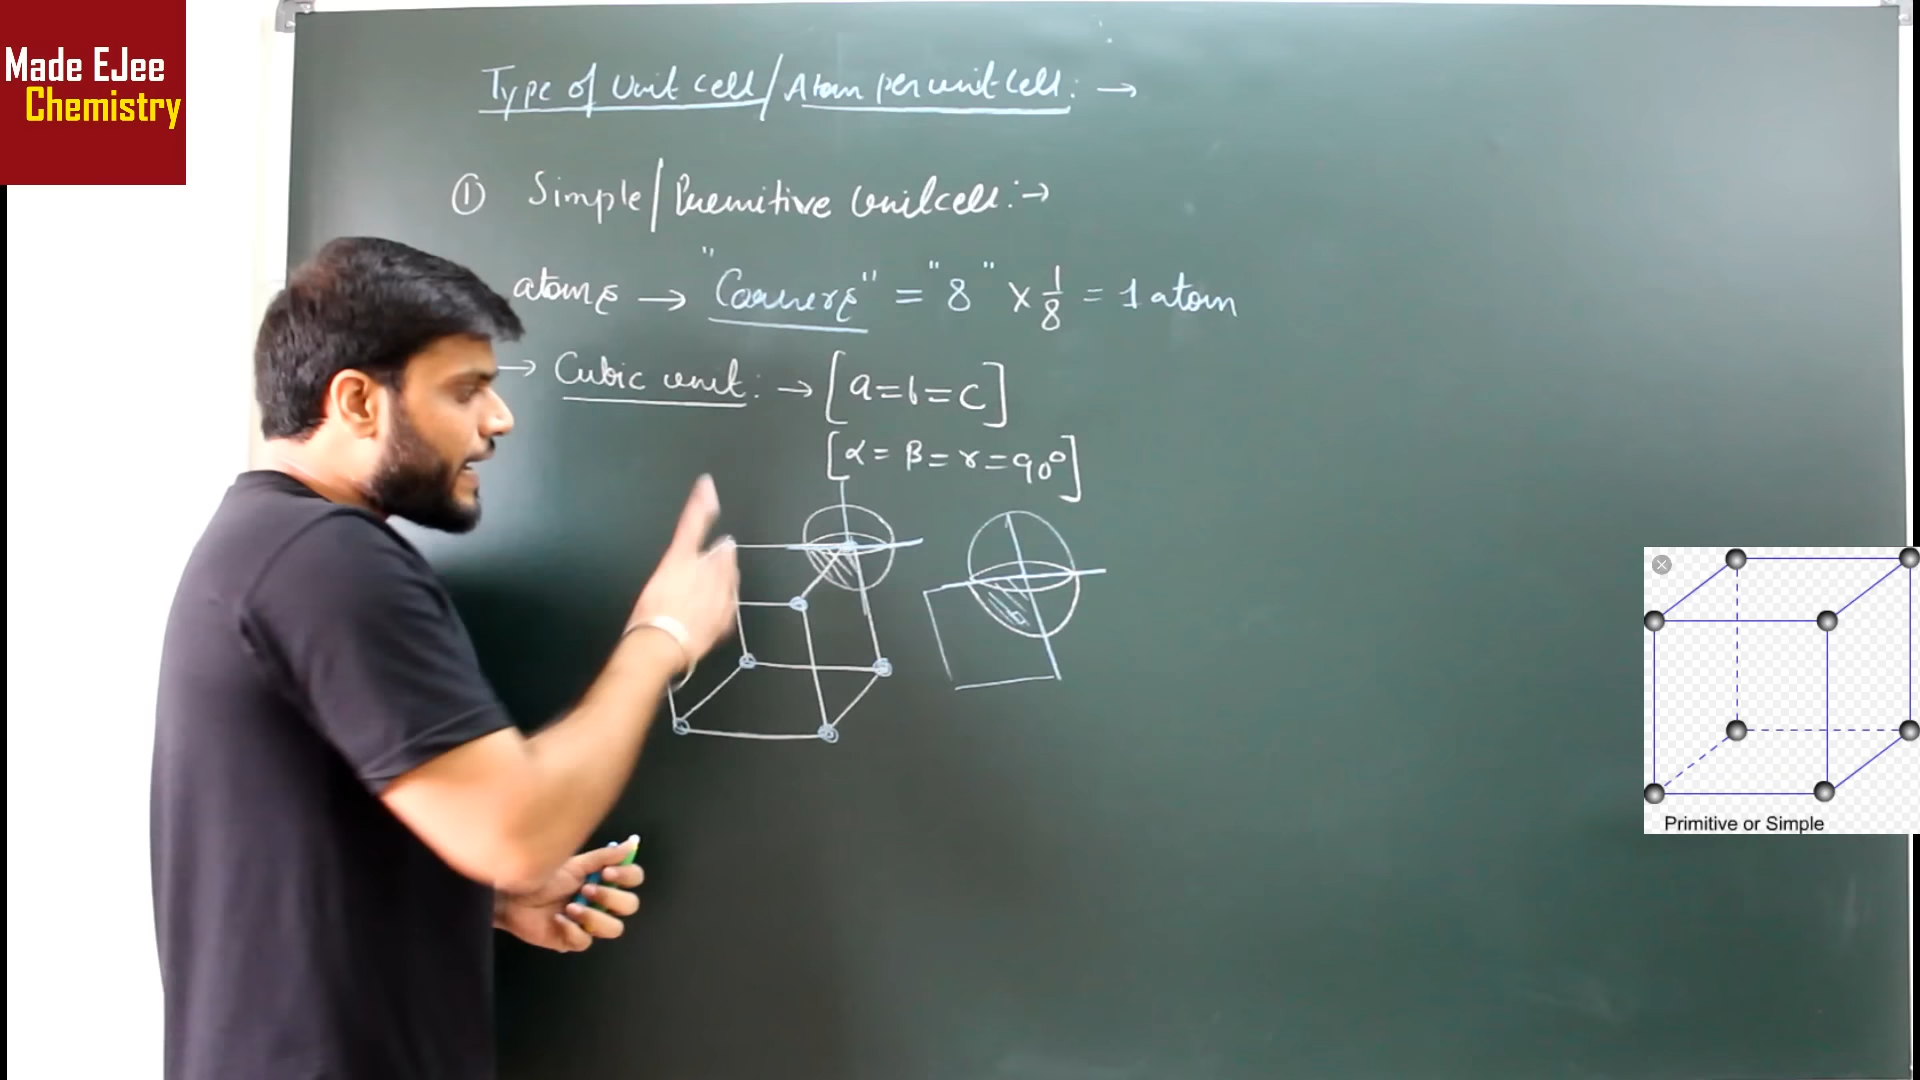 Made EJee
Chemistry
Type of Unit cell / Atom per unit cell : →
① Simple / Premitive Unitcell : →
atoms → "Corners" = "8" × 1/8 = 1 atom
→ Cubic unit : → [a = b = c]
[α = β = γ = 90°]
Primitive or Simple